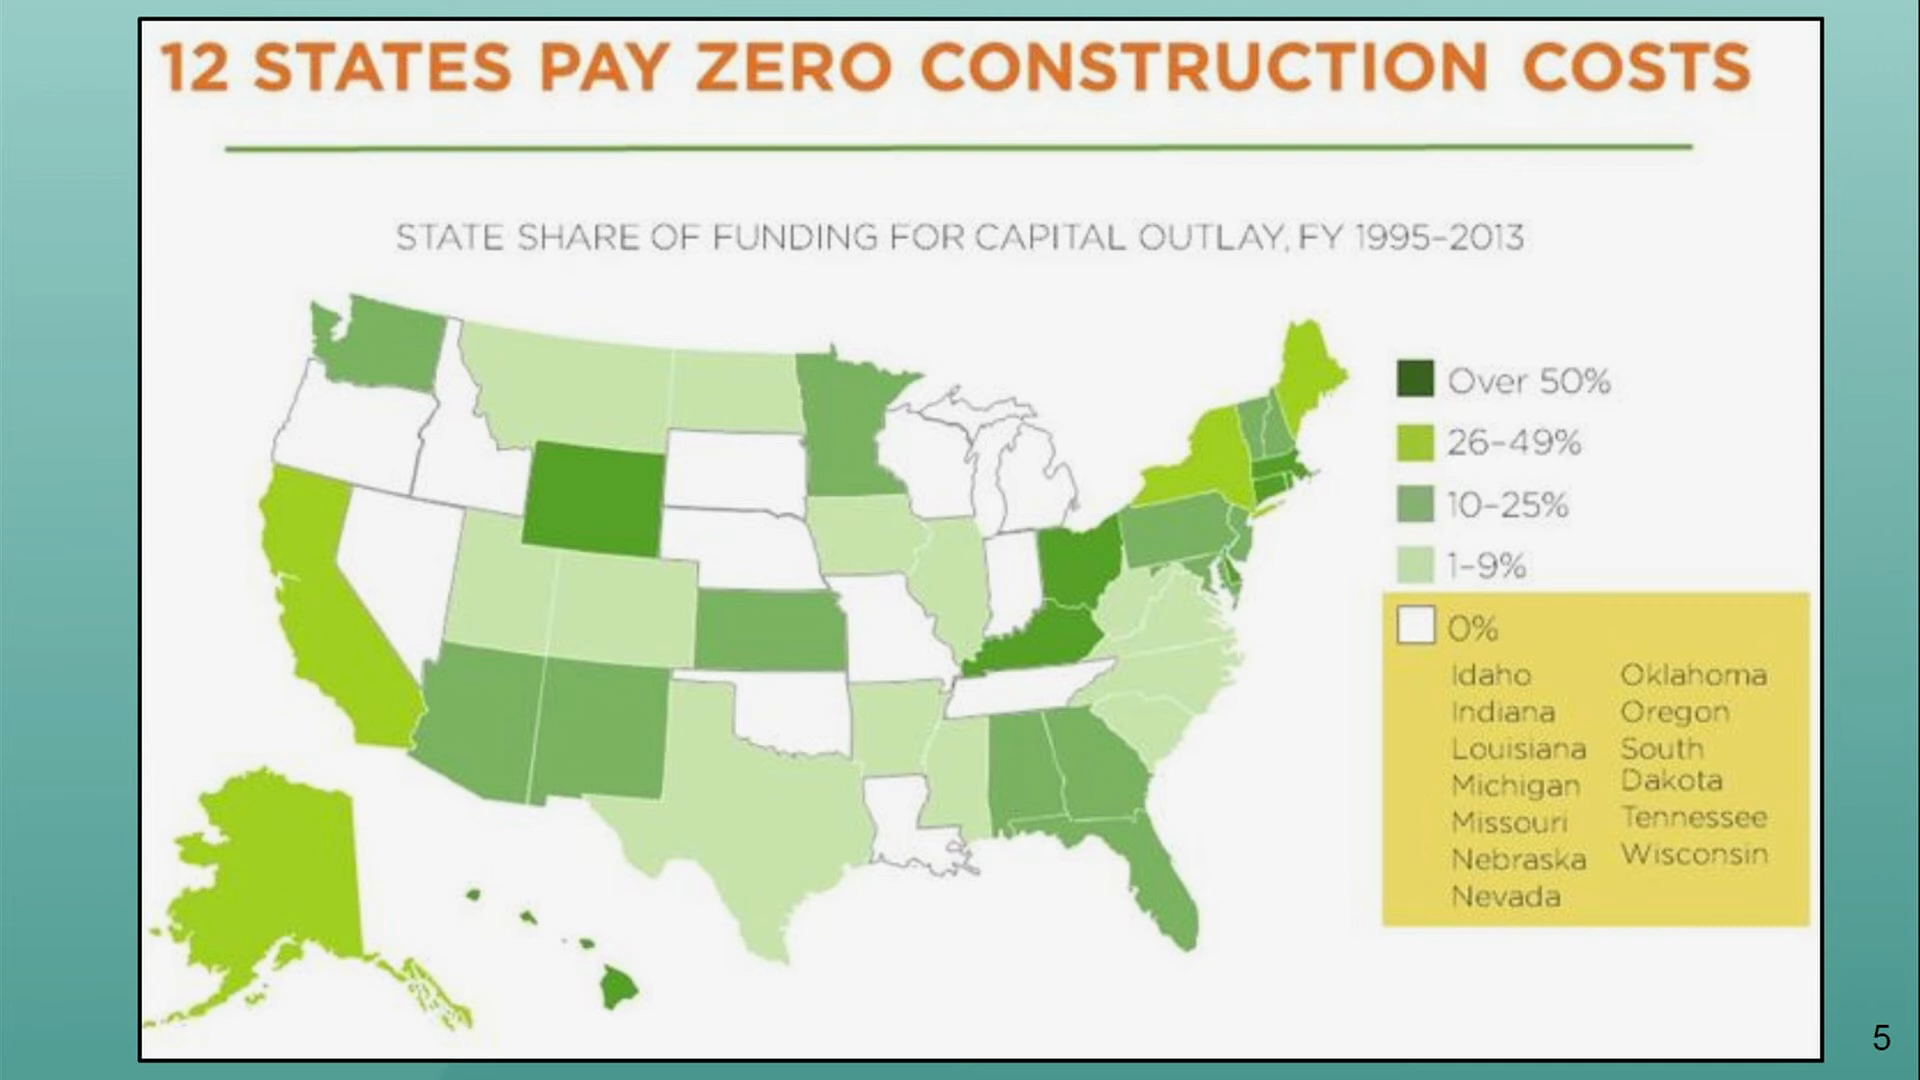 12 STATES PAY ZERO CONSTRUCTION COSTS
STATE SHARE OF FUNDING FOR CAPITAL OUTLAY, FY 1995–2013
Over 50%
26–49%
10–25%
1–9%
0%
Idaho
Indiana
Louisiana
Michigan
Missouri
Nebraska
Nevada
Oklahoma
Oregon
South
Dakota
Tennessee
Wisconsin
5